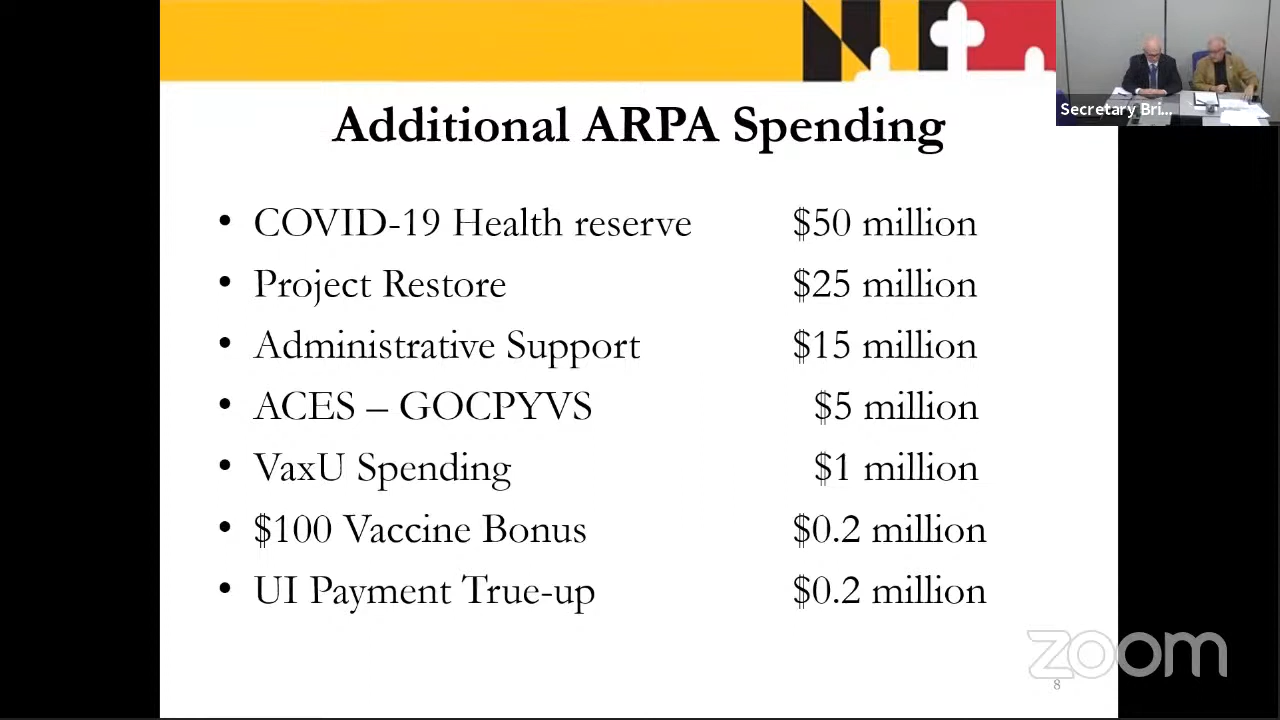 Additional ARPA Spending
Secretary Bri...
• COVID-19 Health reserve $50 million
• Project Restore $25 million
• Administrative Support $15 million
• ACES – GOCPYVS $5 million
• VaxU Spending $1 million
• $100 Vaccine Bonus $0.2 million
• UI Payment True-up $0.2 million
zoom
8